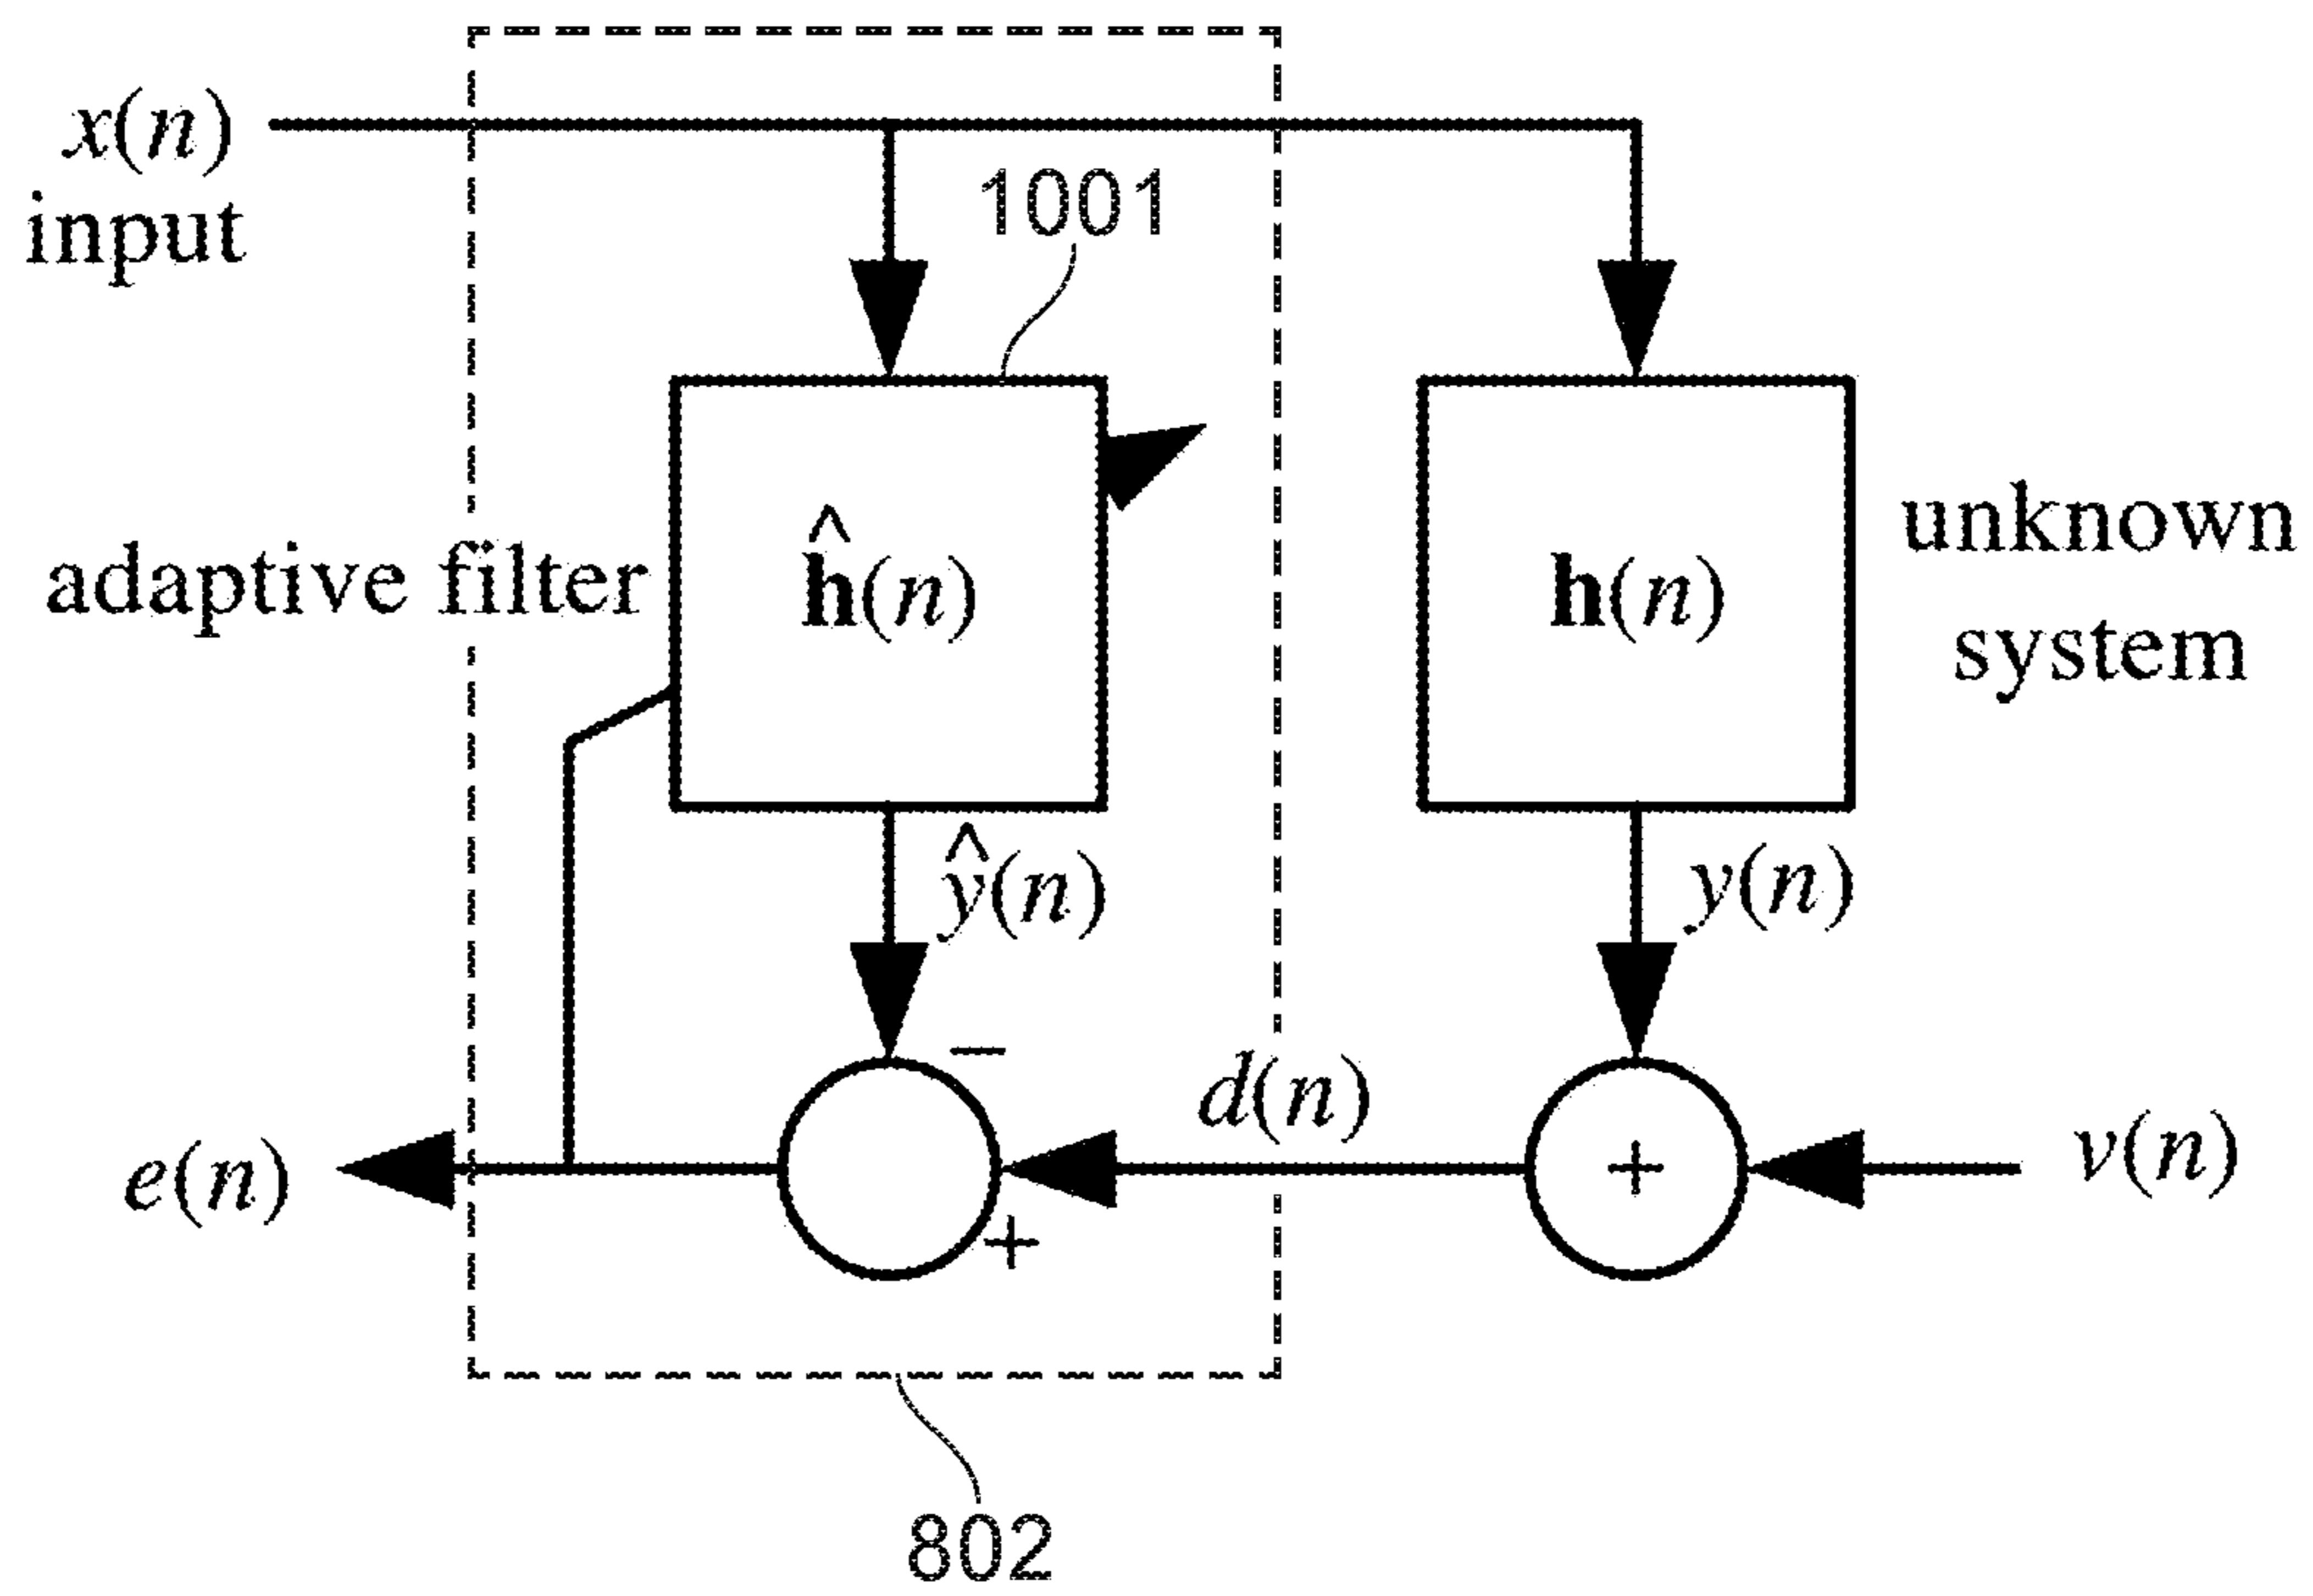 x(n)
input
1001
adaptive filter
ĥ(n)
h(n)
unknown
system
ŷ(n)
y(n)
−
d(n)
e(n)
+
+
v(n)
802